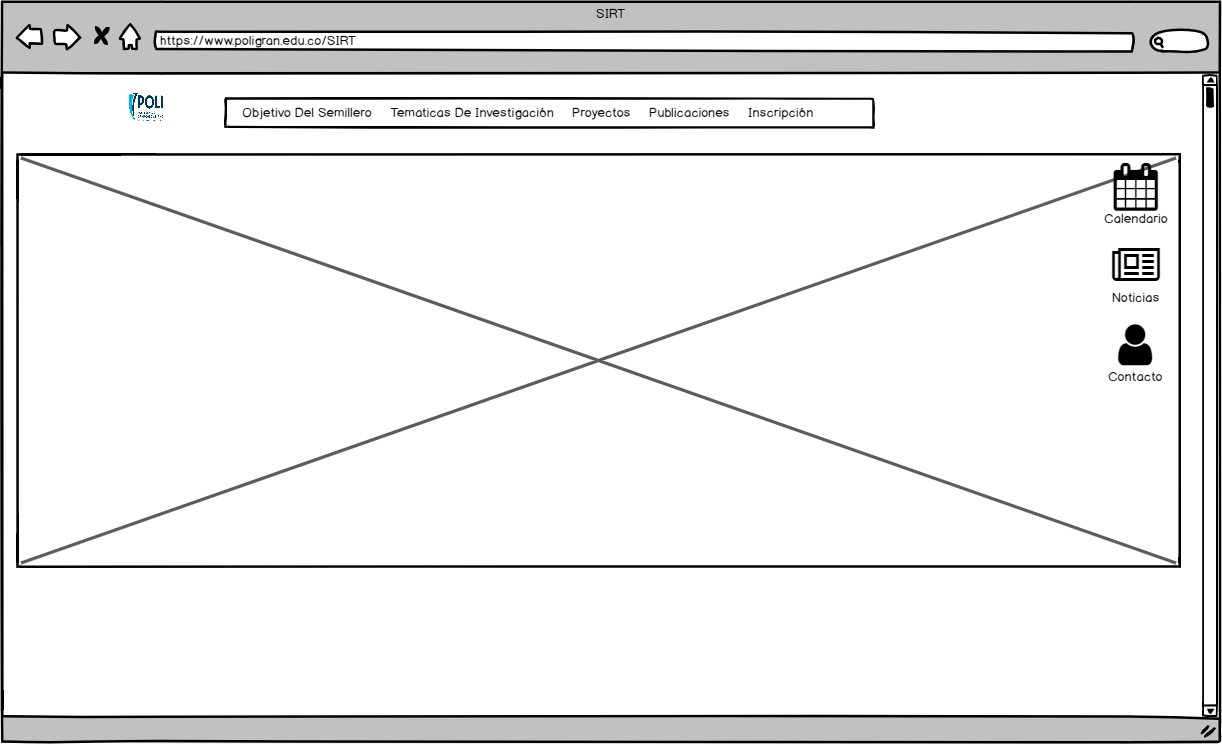 SIRT
https://www.poligran.edu.co/SIRT
POLI
Objetivo Del Semillero Tematicas De Investigación Proyectos Publicaciones Inscripción
Calendario
Noticias
Contacto